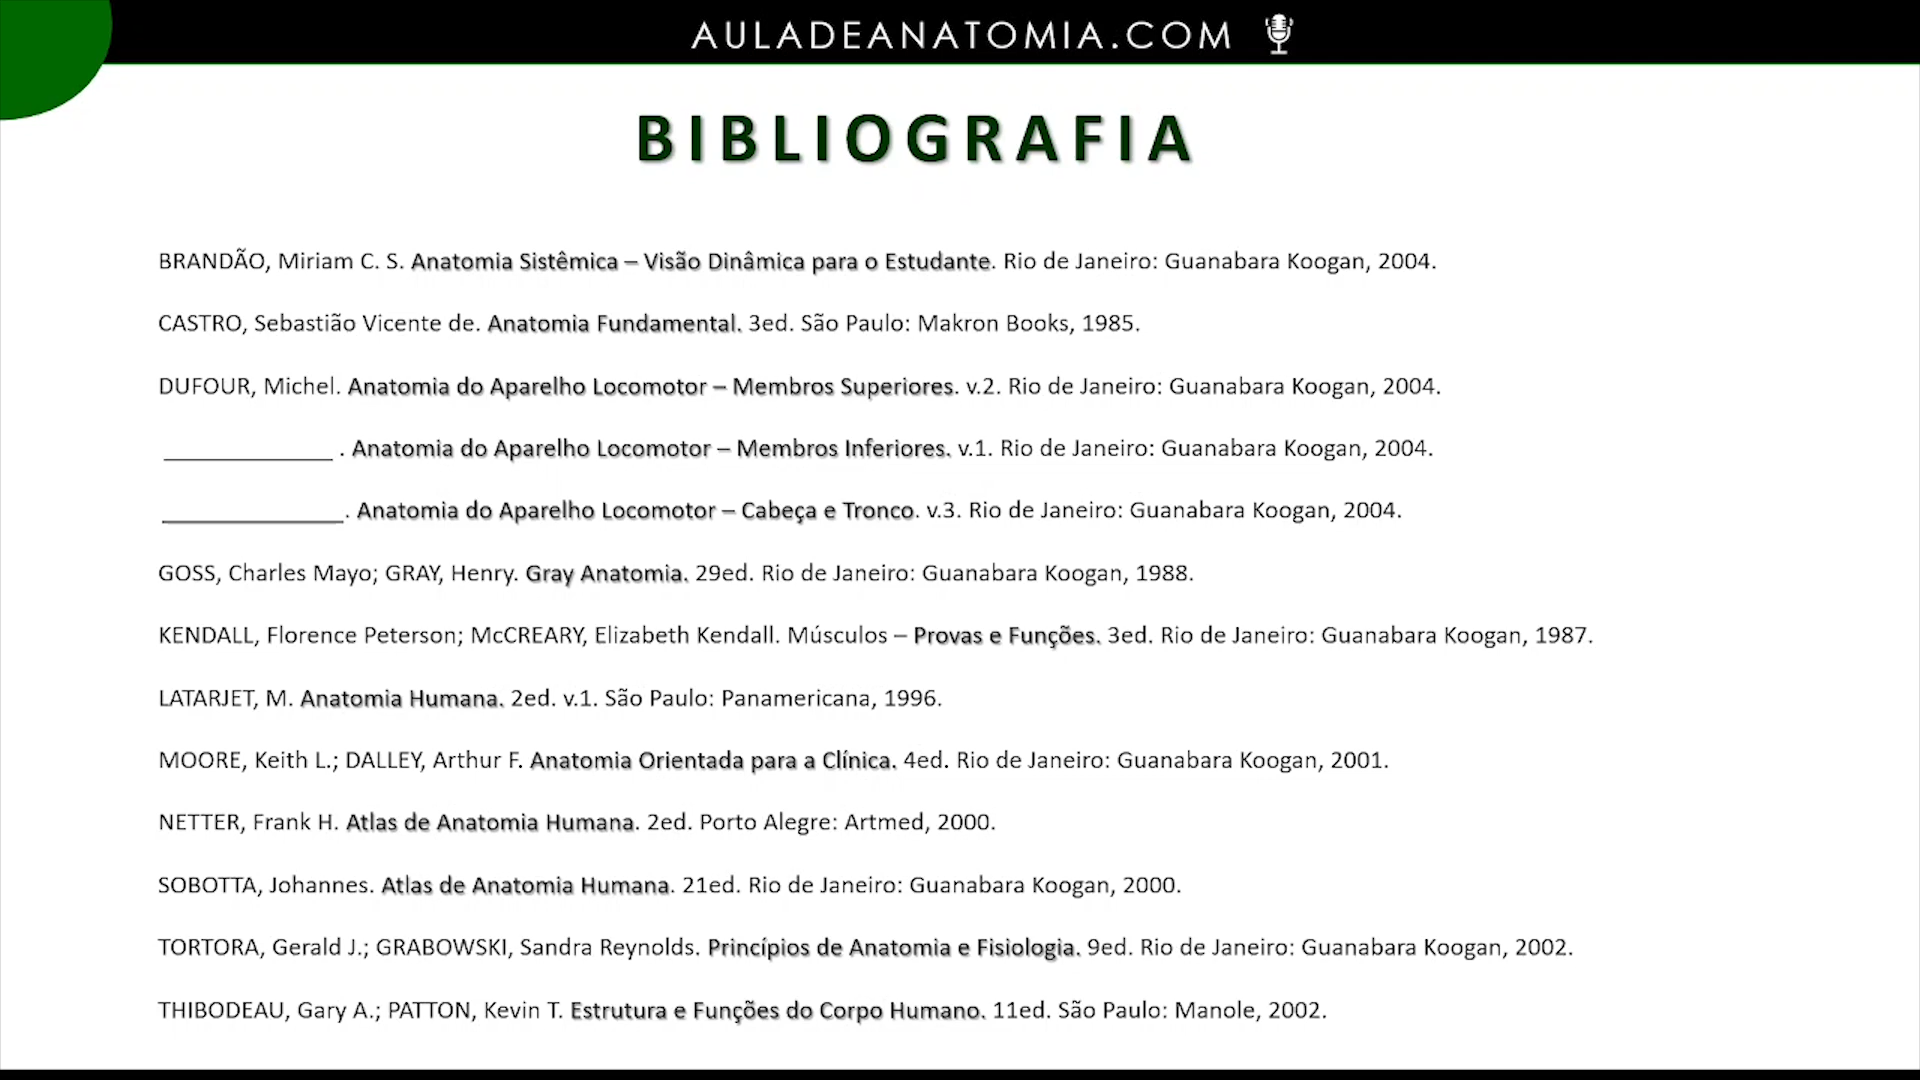 AULADEANATOMIA.COM
BIBLIOGRAFIA
BRANDÃO, Miriam C. S. Anatomia Sistêmica – Visão Dinâmica para o Estudante. Rio de Janeiro: Guanabara Koogan, 2004.
CASTRO, Sebastião Vicente de. Anatomia Fundamental. 3ed. São Paulo: Makron Books, 1985.
DUFOUR, Michel. Anatomia do Aparelho Locomotor – Membros Superiores. v.2. Rio de Janeiro: Guanabara Koogan, 2004.
______________ . Anatomia do Aparelho Locomotor – Membros Inferiores. v.1. Rio de Janeiro: Guanabara Koogan, 2004.
_______________. Anatomia do Aparelho Locomotor – Cabeça e Tronco. v.3. Rio de Janeiro: Guanabara Koogan, 2004.
GOSS, Charles Mayo; GRAY, Henry. Gray Anatomia. 29ed. Rio de Janeiro: Guanabara Koogan, 1988.
KENDALL, Florence Peterson; McCREARY, Elizabeth Kendall. Músculos – Provas e Funções. 3ed. Rio de Janeiro: Guanabara Koogan, 1987.
LATARJET, M. Anatomia Humana. 2ed. v.1. São Paulo: Panamericana, 1996.
MOORE, Keith L.; DALLEY, Arthur F. Anatomia Orientada para a Clínica. 4ed. Rio de Janeiro: Guanabara Koogan, 2001.
NETTER, Frank H. Atlas de Anatomia Humana. 2ed. Porto Alegre: Artmed, 2000.
SOBOTTA, Johannes. Atlas de Anatomia Humana. 21ed. Rio de Janeiro: Guanabara Koogan, 2000.
TORTORA, Gerald J.; GRABOWSKI, Sandra Reynolds. Princípios de Anatomia e Fisiologia. 9ed. Rio de Janeiro: Guanabara Koogan, 2002.
THIBODEAU, Gary A.; PATTON, Kevin T. Estrutura e Funções do Corpo Humano. 11ed. São Paulo: Manole, 2002.